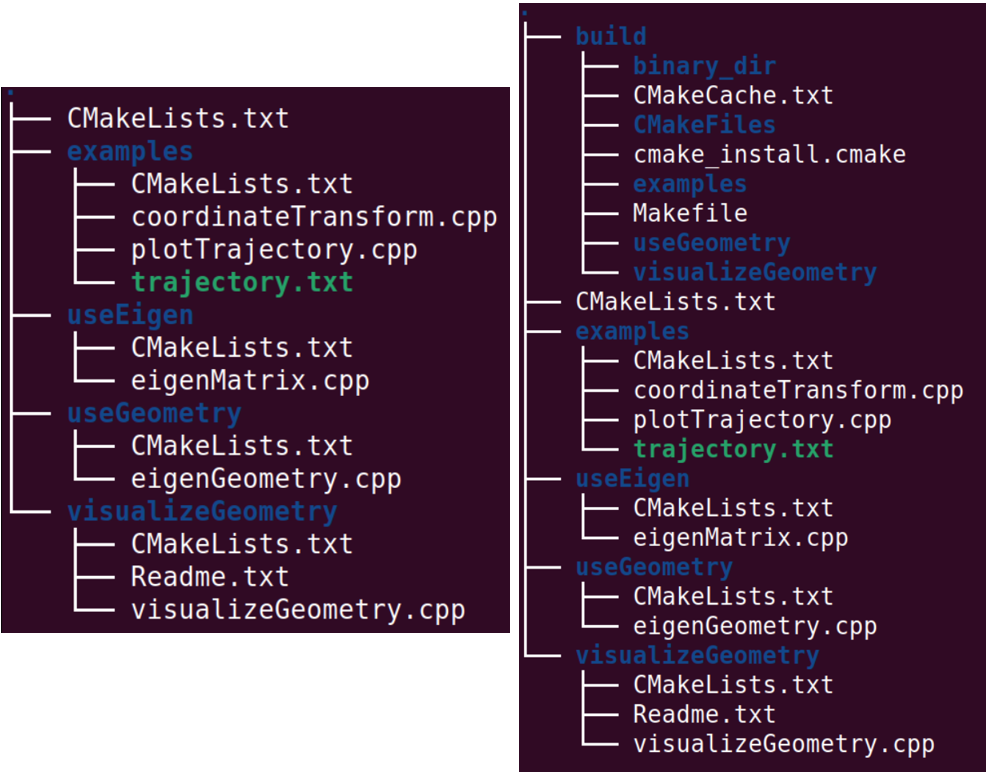 .
CMakeLists.txt
examples
CMakeLists.txt
coordinateTransform.cpp
plotTrajectory.cpp
trajectory.txt
useEigen
CMakeLists.txt
eigenMatrix.cpp
useGeometry
CMakeLists.txt
eigenGeometry.cpp
visualizeGeometry
CMakeLists.txt
Readme.txt
visualizeGeometry.cpp
.
build
binary_dir
CMakeCache.txt
CMakeFiles
cmake_install.cmake
examples
Makefile
useGeometry
visualizeGeometry
CMakeLists.txt
examples
CMakeLists.txt
coordinateTransform.cpp
plotTrajectory.cpp
trajectory.txt
useEigen
CMakeLists.txt
eigenMatrix.cpp
useGeometry
CMakeLists.txt
eigenGeometry.cpp
visualizeGeometry
CMakeLists.txt
Readme.txt
visualizeGeometry.cpp